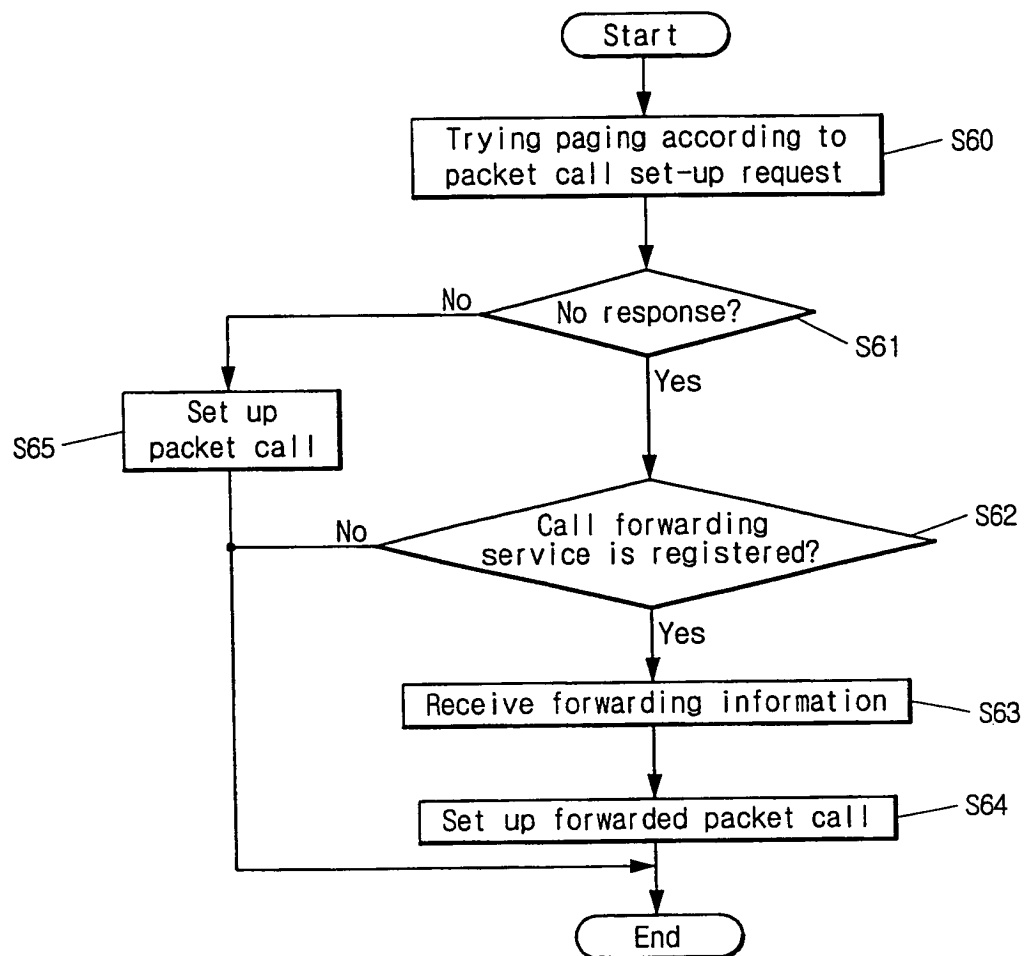 Start
Trying paging according to
packet call set-up request
S60
No response?
S61
No
Yes
Set up
packet call
S65
Call forwarding
service is registered?
S62
No
Yes
Receive forwarding information
S63
Set up forwarded packet call
S64
End